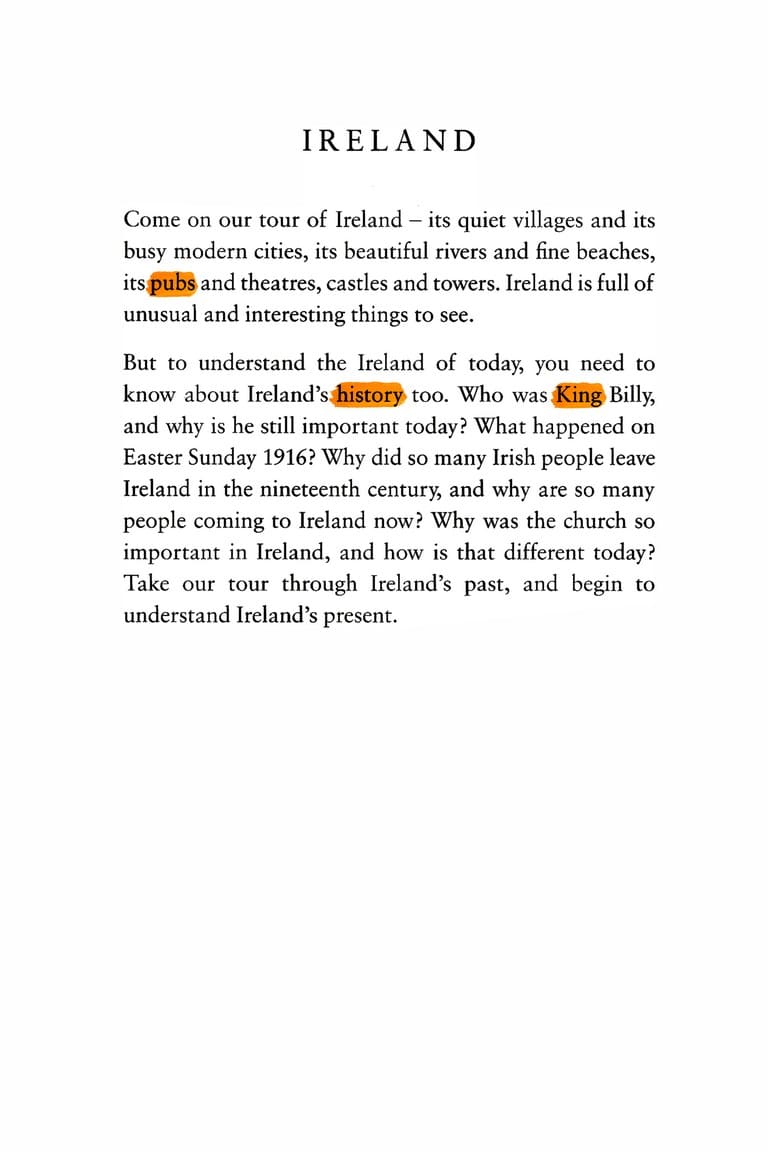 IRELAND
Come on our tour of Ireland – its quiet villages and its
busy modern cities, its beautiful rivers and fine beaches,
its pubs and theatres, castles and towers. Ireland is full of
unusual and interesting things to see.
But to understand the Ireland of today, you need to
know about Ireland’s history too. Who was King Billy,
and why is he still important today? What happened on
Easter Sunday 1916? Why did so many Irish people leave
Ireland in the nineteenth century, and why are so many
people coming to Ireland now? Why was the church so
important in Ireland, and how is that different today?
Take our tour through Ireland’s past, and begin to
understand Ireland’s present.